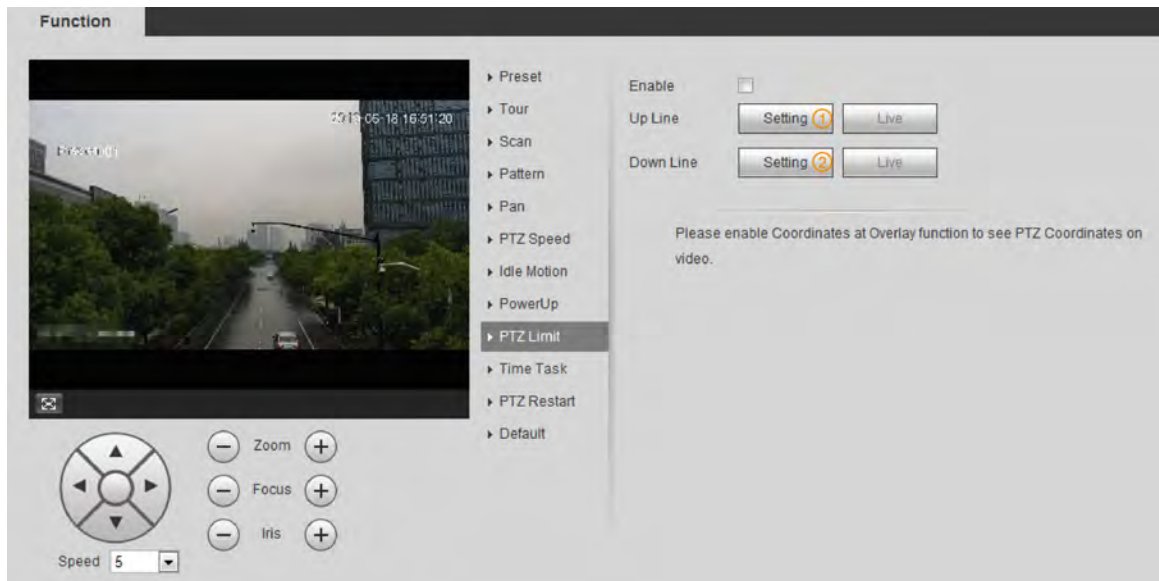 Function
05-18 16:51:20
Preset
Tour
Scan
Pattern
Pan
PTZ Speed
Idle Motion
PowerUp
PTZ Limit
Time Task
PTZ Restart
Default
Enable
Up Line Setting 1 Live
Down Line Setting 2 Live
Please enable Coordinates at Overlay function to see PTZ Coordinates on
video.
Zoom
Focus
Iris
Speed 5